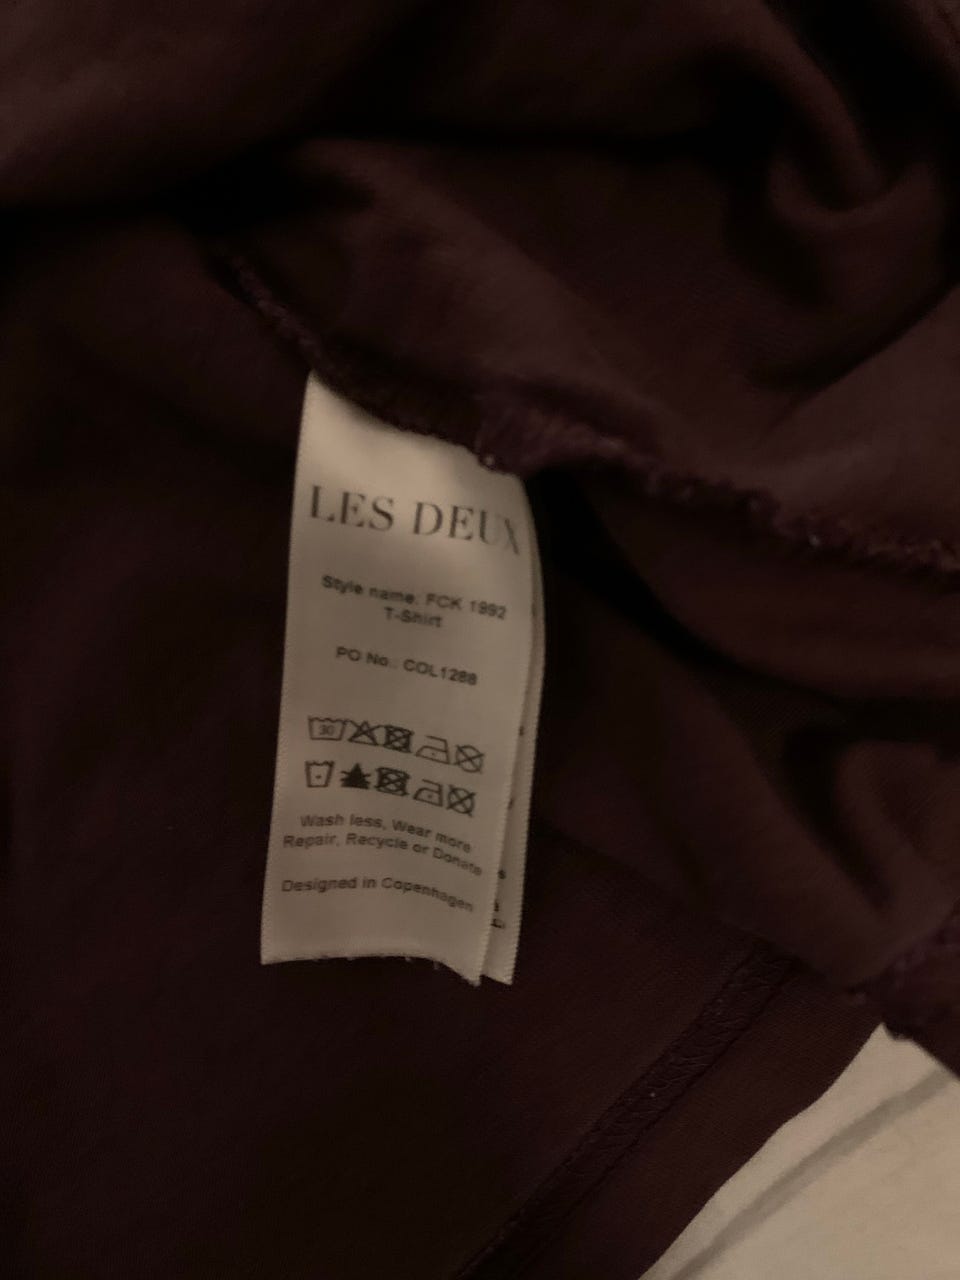 LES DEUX
Style name: FCK 1992
T-Shirt
PO No.: COL1288
30
Wash less, Wear more
Repair, Recycle or Donate
Designed in Copenhagen